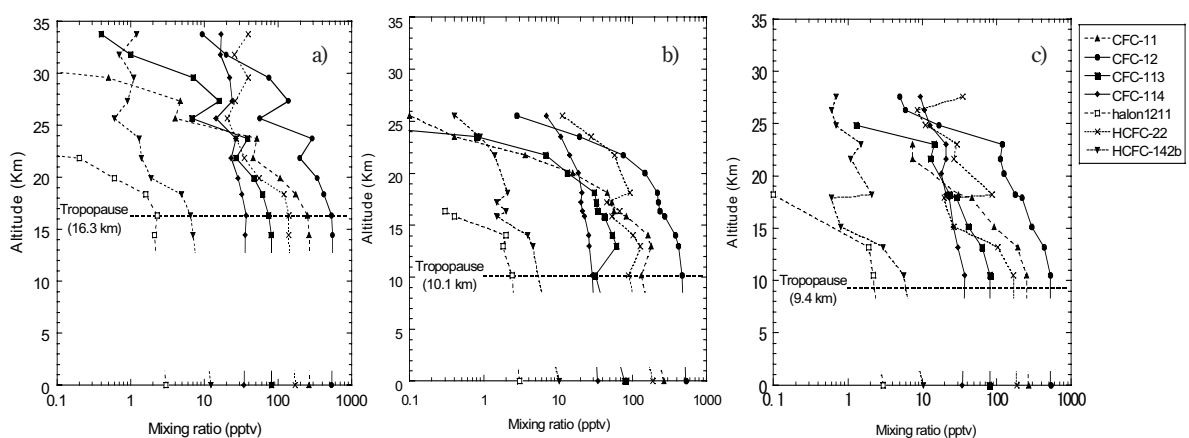 a)
35
30
25
20
15
10
5
0
Altitude (Km)
Tropopause
(16.3 km)
0.1
1
10
100
1000
Mixing ratio (pptv)
b)
35
30
25
20
15
10
5
0
Altitude (Km)
Tropopause
(10.1 km)
0.1
1
10
100
1000
Mixing ratio (pptv)
c)
35
30
25
20
15
10
5
0
Altitude (Km)
Tropopause
(9.4 km)
0.1
1
10
100
1000
Mixing ratio (pptv)
CFC-11
CFC-12
CFC-113
CFC-114
halon1211
HCFC-22
HCFC-142b